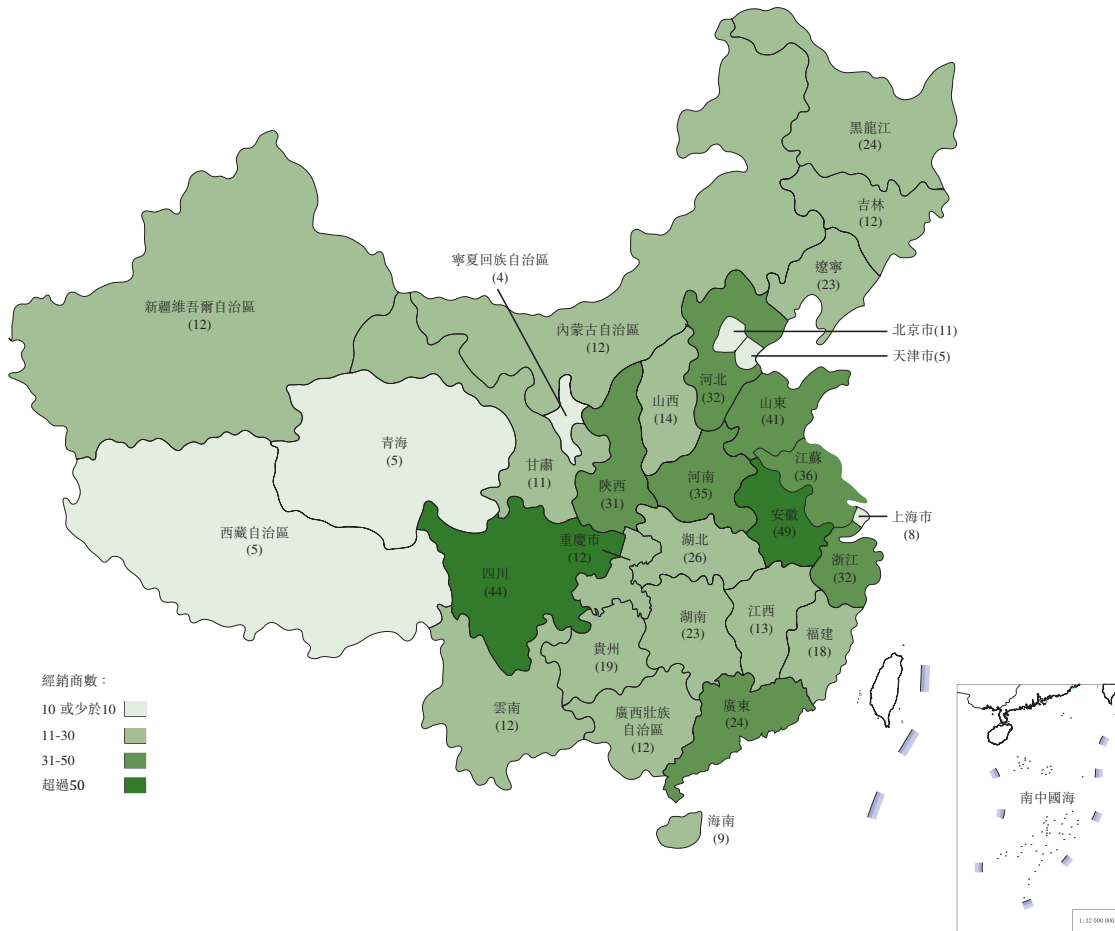 黑龍江
(24)
吉林
(12)
遼寧
(23)
寧夏回族自治區
(4)
新疆維吾爾自治區
(12)
內蒙古自治區
(12)
北京市(11)
天津市(5)
河北
(32)
山西
(14)
山東
(41)
青海
(5)
甘肅
(11)
陝西
(31)
河南
(35)
江蘇
(36)
安徽
(49)
上海市
(8)
西藏自治區
(5)
重慶市
(12)
湖北
(26)
浙江
(32)
四川
(44)
湖南
(23)
江西
(13)
福建
(18)
貴州
(19)
雲南
(12)
廣西壯族
自治區
(12)
廣東
(24)
海南
(9)
經銷商數：
10 或少於10
11-30
31-50
超過50
南中國海
1:32 000 000